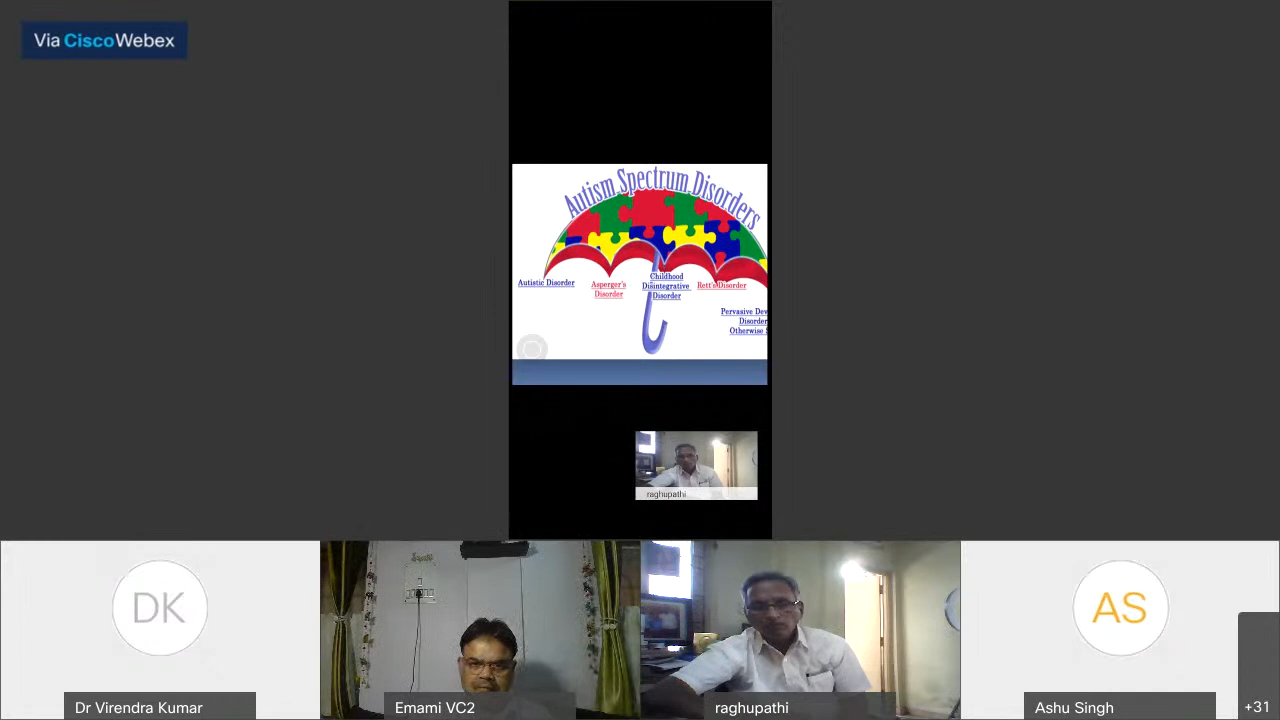 Via CiscoWebex
Autism Spectrum Disorders
Autistic Disorder
Asperger's
Disorder
Childhood
Disintegrative
Disorder
Rett's Disorder
Pervasive Dev
Disorder
Otherwise
raghupathi
DK
AS
Dr Virendra Kumar
Emami VC2
raghupathi
Ashu Singh
+31